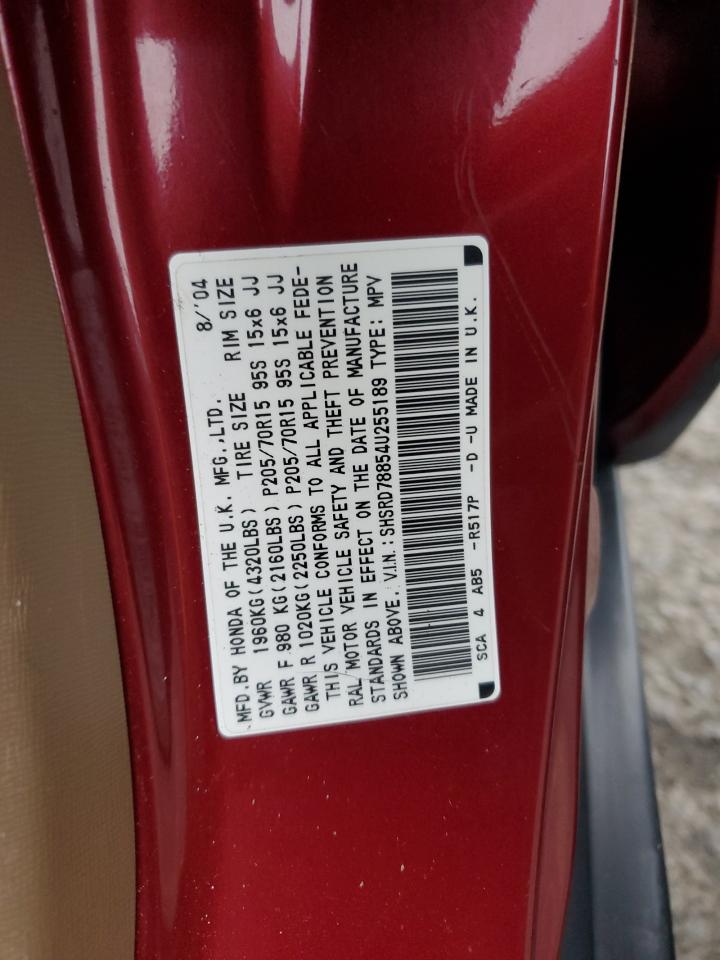 MFD.BY HONDA OF THE U.K. MFG.,LTD. 8/'04
GVWR 1960KG(4320LBS) TIRE SIZE RIM SIZE
GAWR F 980 KG(2160LBS) P205/70R15 95S 15x6 JJ
GAWR R 1020KG(2250LBS) P205/70R15 95S 15x6 JJ
THIS VEHICLE CONFORMS TO ALL APPLICABLE FEDE-
RAL MOTOR VEHICLE SAFETY AND THEFT PREVENTION
STANDARDS IN EFFECT ON THE DATE OF MANUFACTURE
SHOWN ABOVE. V.I.N.:SHSRD78854U255189 TYPE: MPV
SCA 4 AB5 -R517P -D -U MADE IN U.K.